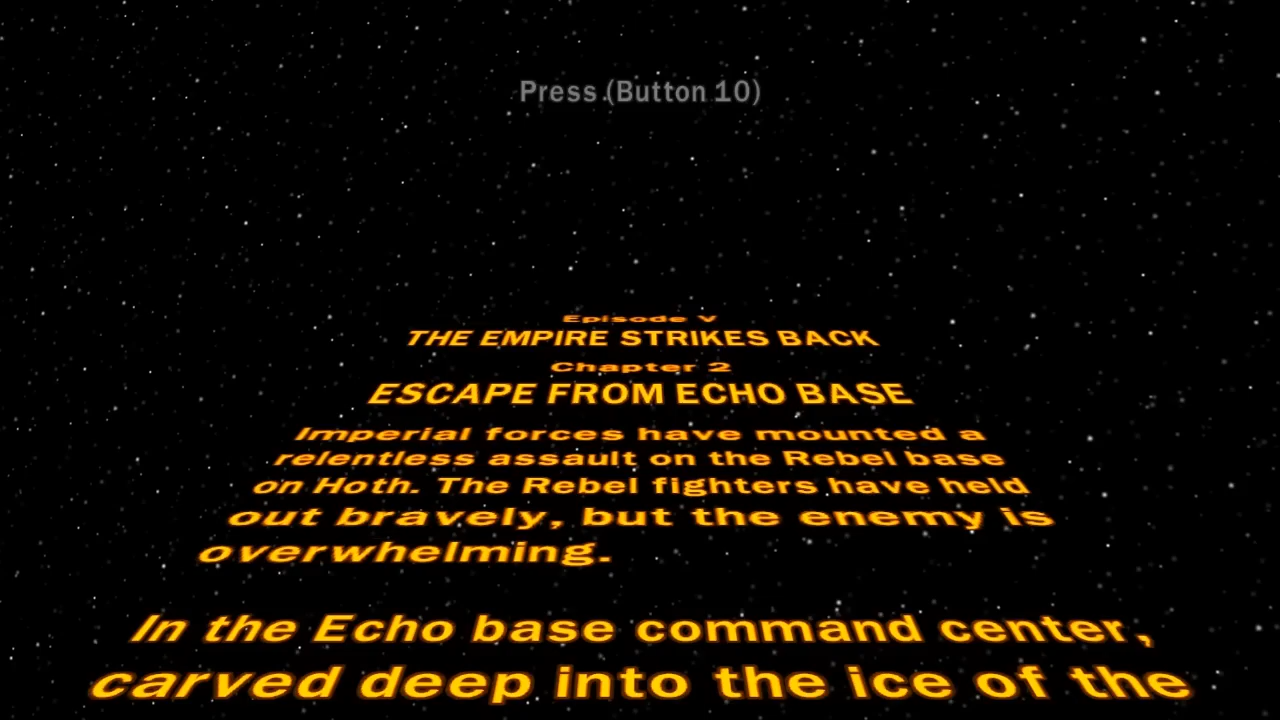 Press (Button 10)
Episode V
THE EMPIRE STRIKES BACK
Chapter 2
ESCAPE FROM ECHO BASE
Imperial forces have mounted a
relentless assault on the Rebel base
on Hoth. The Rebel fighters have held
out bravely, but the enemy is
overwhelming.
In the Echo base command center,
carved deep into the ice of the